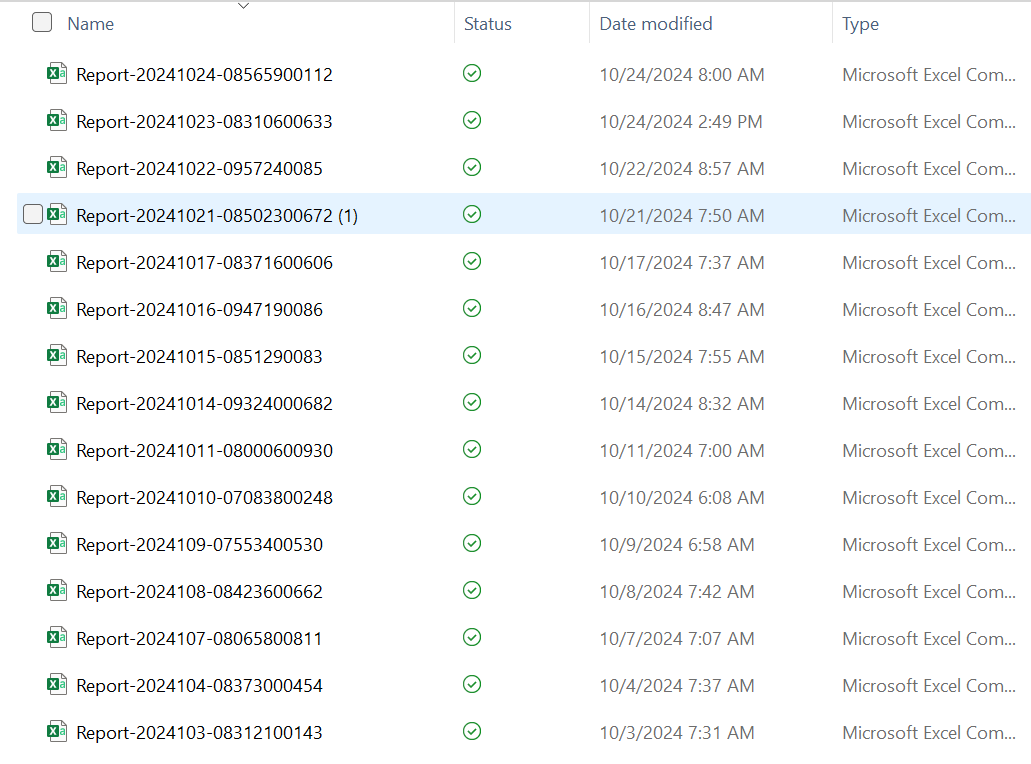 Name Status Date modified Type
Report-20241024-08565900112 10/24/2024 8:00 AM Microsoft Excel Com...
Report-20241023-08310600633 10/24/2024 2:49 PM Microsoft Excel Com...
Report-20241022-0957240085 10/22/2024 8:57 AM Microsoft Excel Com...
Report-20241021-08502300672 (1) 10/21/2024 7:50 AM Microsoft Excel Com...
Report-20241017-08371600606 10/17/2024 7:37 AM Microsoft Excel Com...
Report-20241016-0947190086 10/16/2024 8:47 AM Microsoft Excel Com...
Report-20241015-0851290083 10/15/2024 7:55 AM Microsoft Excel Com...
Report-20241014-09324000682 10/14/2024 8:32 AM Microsoft Excel Com...
Report-20241011-08000600930 10/11/2024 7:00 AM Microsoft Excel Com...
Report-20241010-07083800248 10/10/2024 6:08 AM Microsoft Excel Com...
Report-2024109-07553400530 10/9/2024 6:58 AM Microsoft Excel Com...
Report-2024108-08423600662 10/8/2024 7:42 AM Microsoft Excel Com...
Report-2024107-08065800811 10/7/2024 7:07 AM Microsoft Excel Com...
Report-2024104-08373000454 10/4/2024 7:37 AM Microsoft Excel Com...
Report-2024103-08312100143 10/3/2024 7:31 AM Microsoft Excel Com...